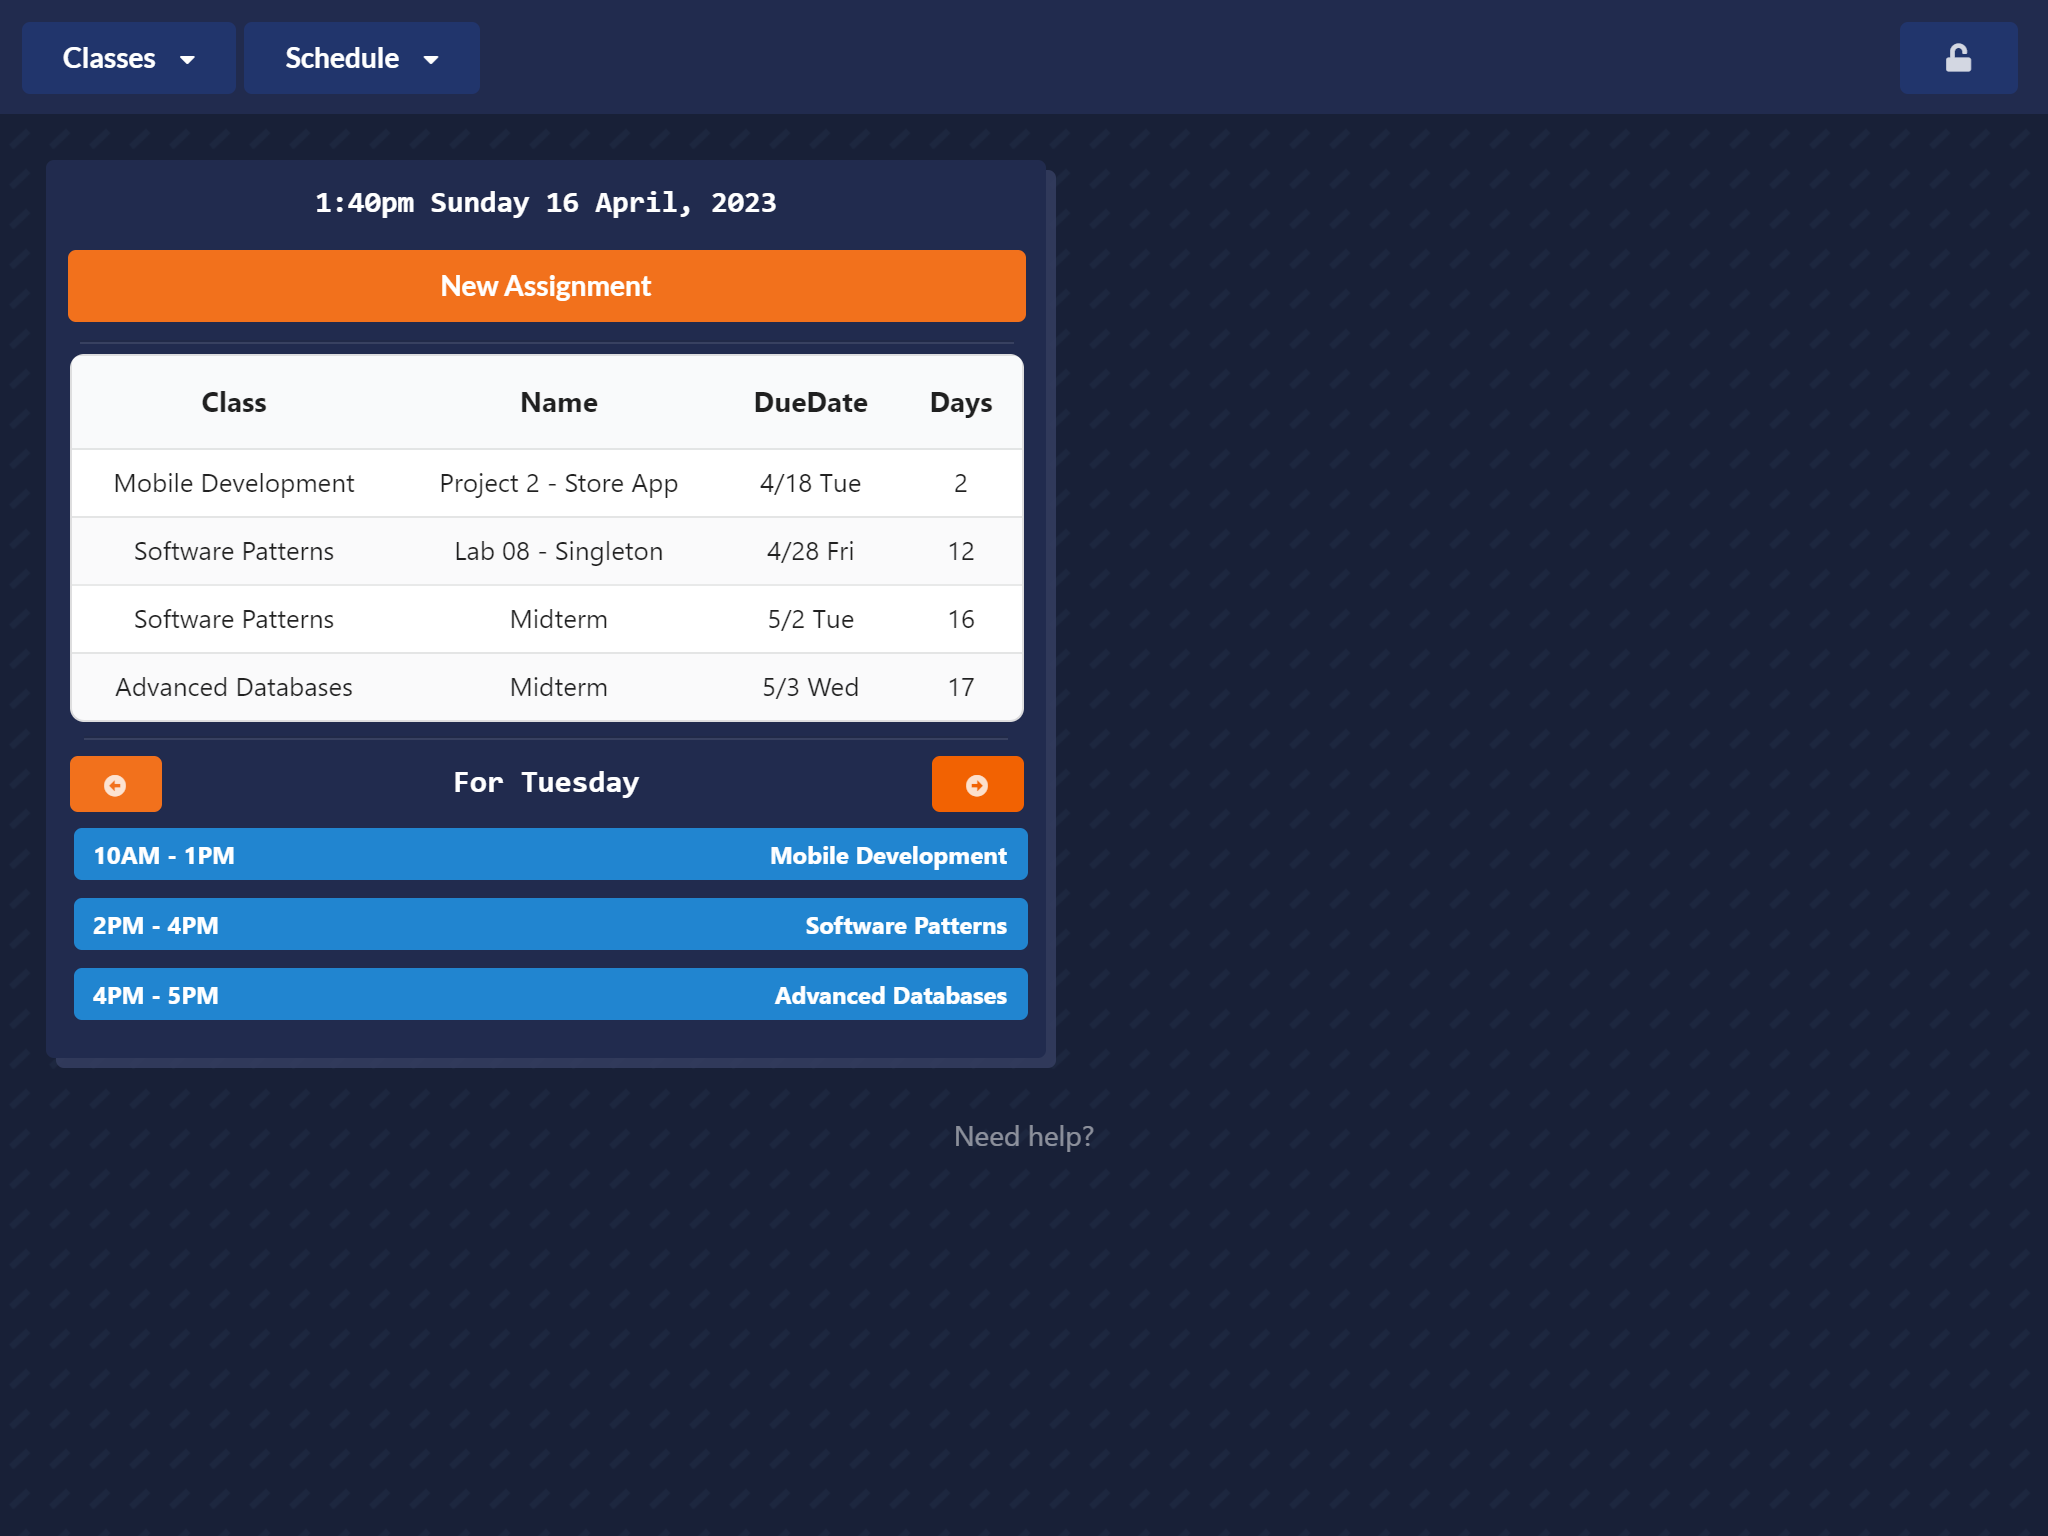 Classes Schedule
1:40pm Sunday 16 April, 2023
New Assignment
Class Name DueDate Days
Mobile Development Project 2 - Store App 4/18 Tue 2
Software Patterns Lab 08 - Singleton 4/28 Fri 12
Software Patterns Midterm 5/2 Tue 16
Advanced Databases Midterm 5/3 Wed 17
For Tuesday
10AM - 1PM Mobile Development
2PM - 4PM Software Patterns
4PM - 5PM Advanced Databases
Need help?